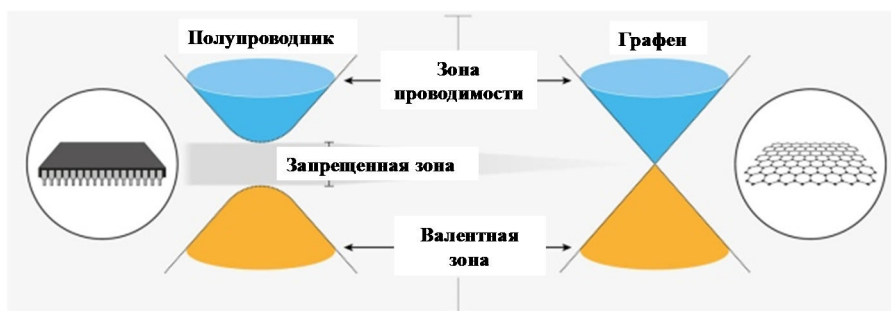 Полупроводник
Графен
Зона
проводимости
Запрещенная зона
Валентная
зона